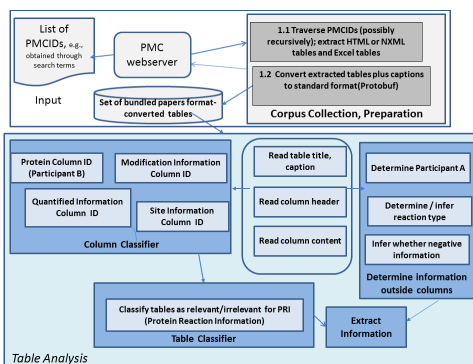 List of
PMCIDs, e.g.,
obtained through
search terms
Input
PMC
webserver
1.1 Traverse PMCIDs (possibly
recursively); extract HTML or NXML
tables and Excel tables
1.2 Convert extracted tables plus captions
to standard format(Protobuf)
Corpus Collection, Preparation
Set of bundled papers format-
converted tables
Protein Column ID
(Participant B)
Modification Information
Column ID
Quantified Information
Column ID
Site Information
Column ID
Column Classifier
Read table title,
caption
Read column header
Read column content
Determine Participant A
Determine / infer
reaction type
Infer whether negative
information
Determine information
outside columns
Classify tables as relevant/irrelevant for PRI
(Protein Reaction Information)
Table Classifier
Extract
Information
Table Analysis